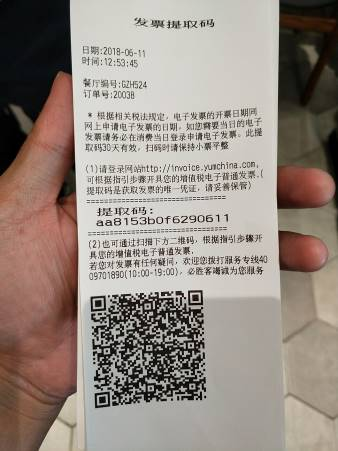 发票提取码
日期:2018-06-11
时间:12:53:45
餐厅编号:GZH524
订单号:20038
* 根据相关税法规定，电子发票的开票日期同
网上申请电子发票的日期，如您需要当日的电子
发票请务必在消费当日登录申请电子发票。此提
取码30天有效，扫码时请保持小票平整
(1)请登录网站http://invoice.yumchina.com，
可根据指引步骤开具您的增值税电子普通发票.(
提取码是获取发票的唯一凭证，请妥善保管)
提取码:
aa8153b0f6290611
(2)也可通过扫描下方二维码，根据指引步骤开
具您的增值税电子普通发票。
若您对发票有任何疑问，欢迎您拨打服务专线40
09701890(10:00-19:00)，必胜客竭诚为您服务